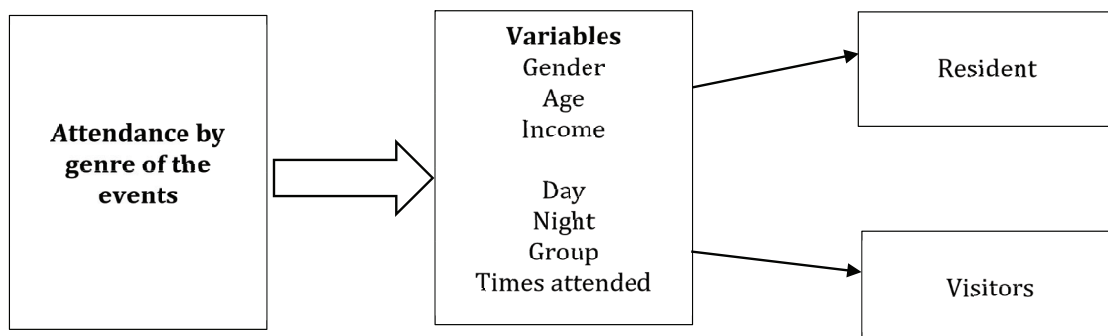 Attendance by
genre of the
events
Variables
Gender
Age
Income
Day
Night
Group
Times attended
Resident
Visitors